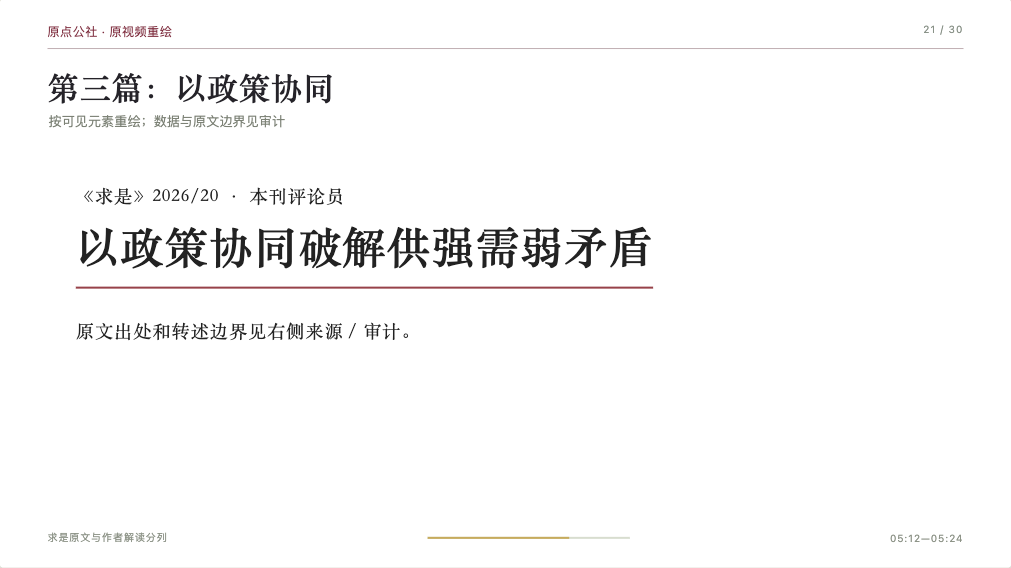 原点公社 · 原视频重绘
21 / 30
第三篇：以政策协同
按可见元素重绘；数据与原文边界见审计
《求是》2026/20 · 本刊评论员
以政策协同破解供强需弱矛盾
原文出处和转述边界见右侧来源 / 审计。
求是原文与作者解读分列
05:12—05:24